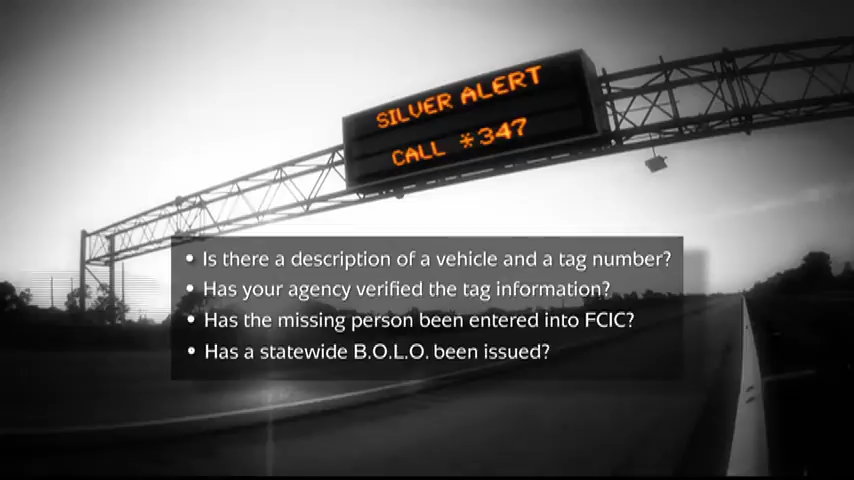 SILVER ALERT
CALL *347
• Is there a description of a vehicle and a tag number?
• Has your agency verified the tag information?
• Has the missing person been entered into FCIC?
• Has a statewide B.O.L.O. been issued?